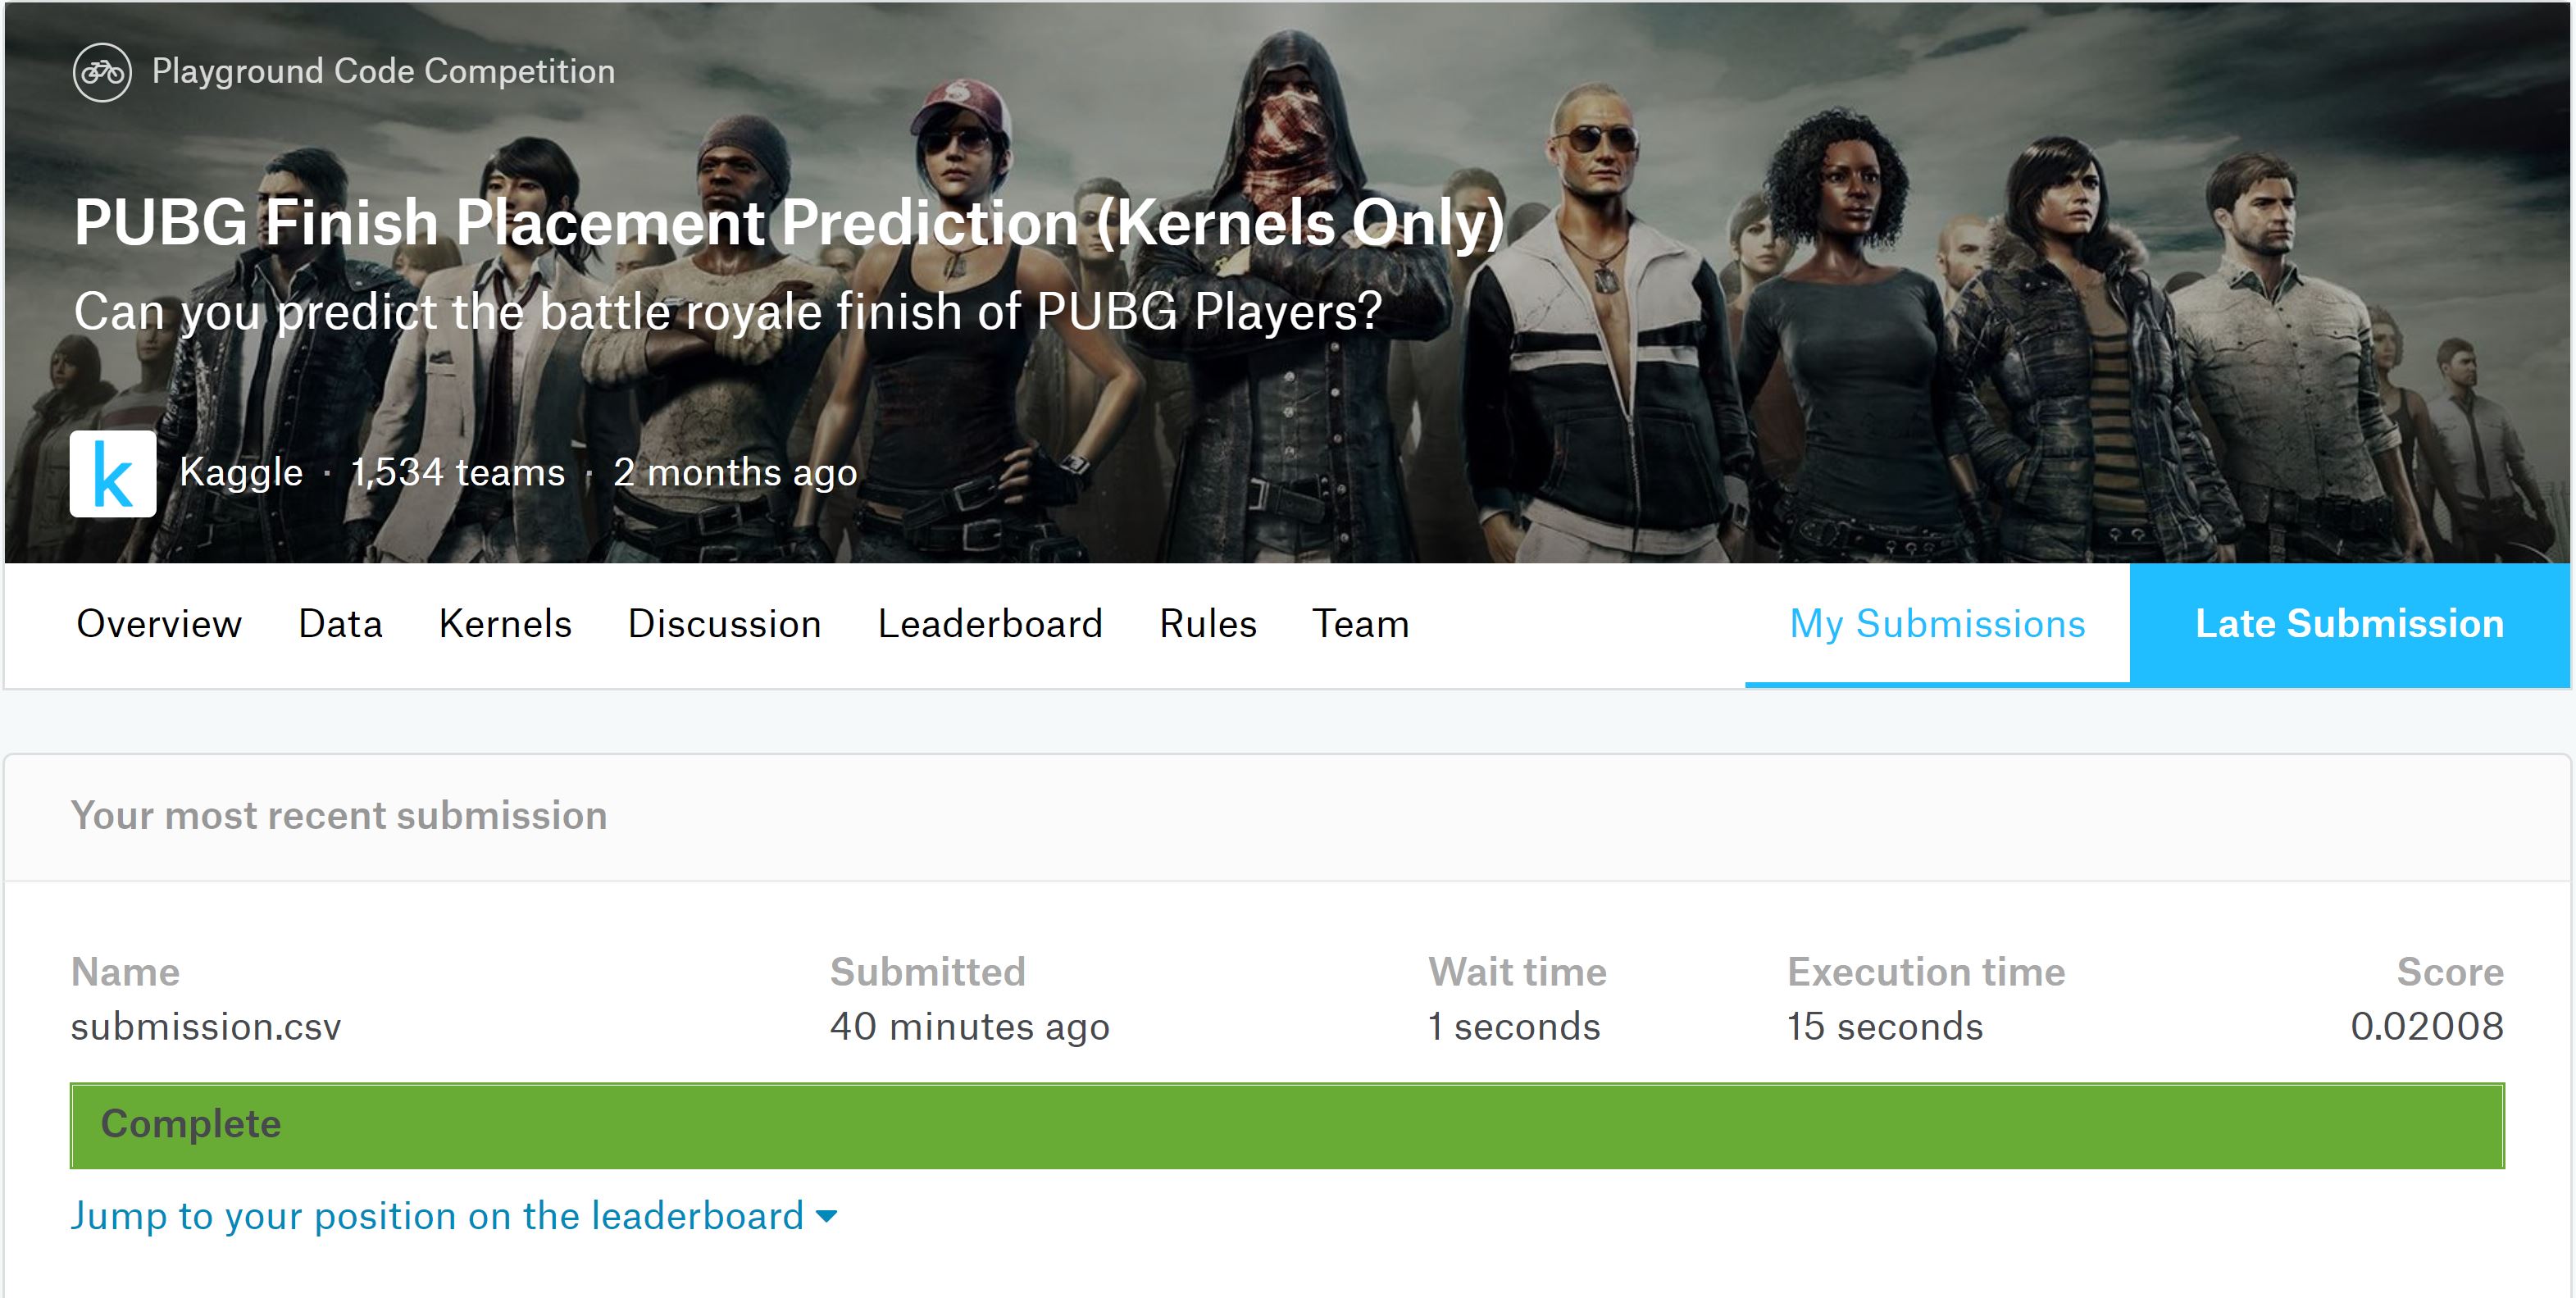 Playground Code Competition
PUBG Finish Placement Prediction (Kernels Only)
Can you predict the battle royale finish of PUBG Players?
k Kaggle · 1,534 teams · 2 months ago
Overview Data Kernels Discussion Leaderboard Rules Team My Submissions Late Submission
Your most recent submission
Name Submitted Wait time Execution time Score
submission.csv 40 minutes ago 1 seconds 15 seconds 0.02008
Complete
Jump to your position on the leaderboard